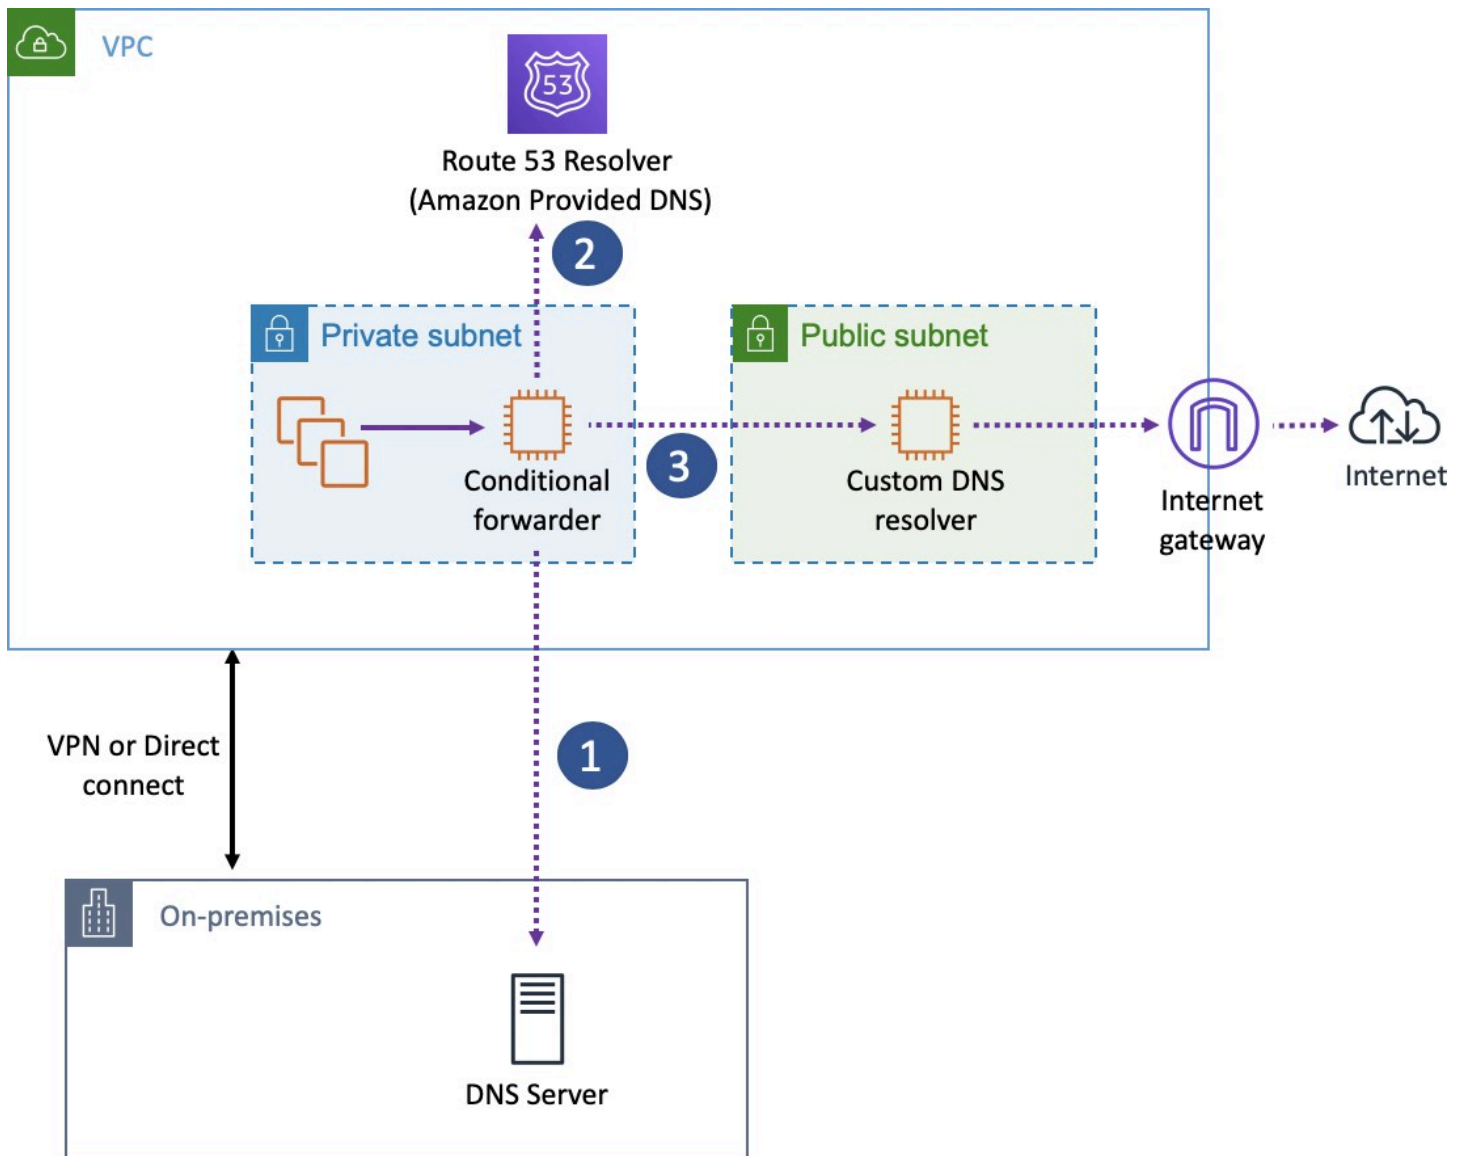 VPC
53
Route 53 Resolver
(Amazon Provided DNS)
2
Private subnet
Public subnet
Conditional
forwarder
3
Custom DNS
resolver
Internet
gateway
Internet
VPN or Direct
connect
1
On-premises
DNS Server